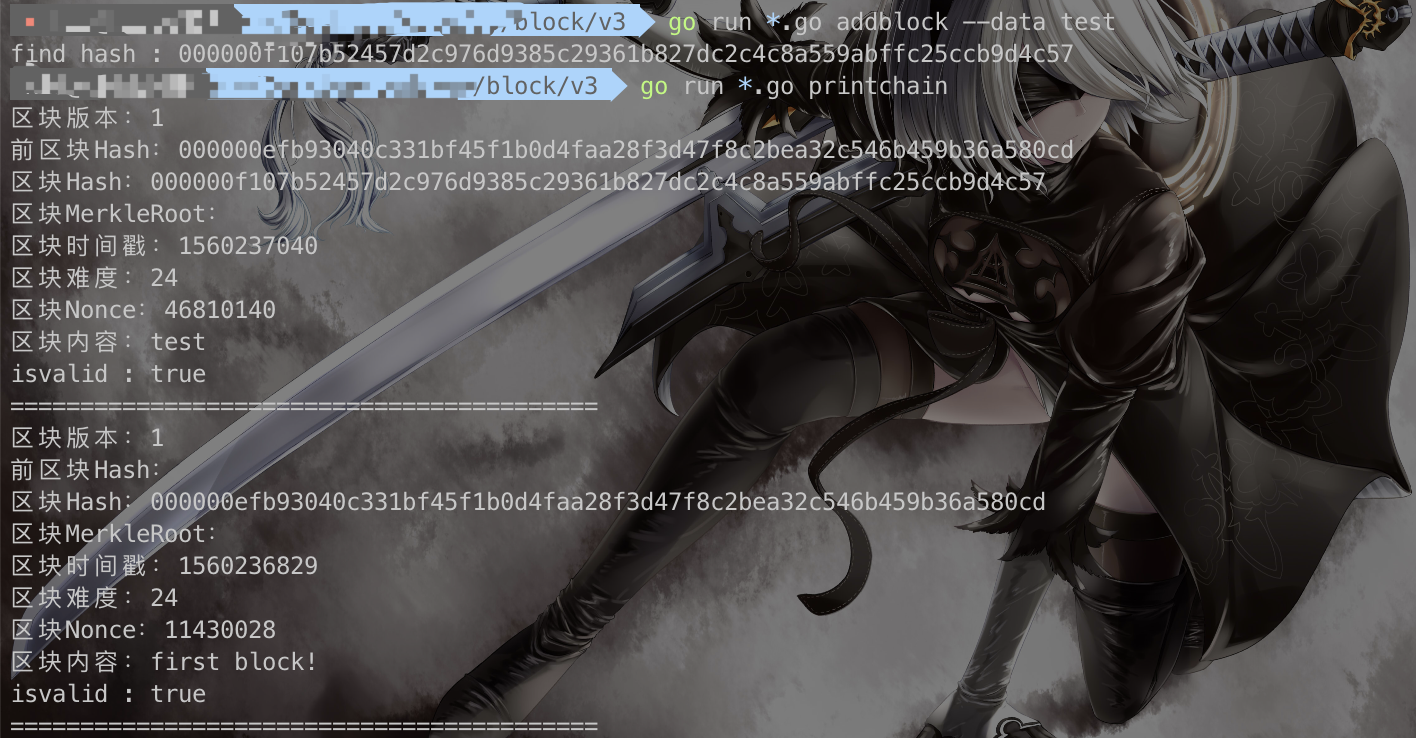 /block/v3 go run *.go addblock --data test
find hash : 000000f107b52457d2c976d9385c29361b827dc2c4c8a559abffc25ccb9d4c57
/block/v3 go run *.go printchain
区块版本: 1
前区块Hash: 000000efb93040c331bf45f1b0d4faa28f3d47f8c2bea32c546b459b36a580cd
区块Hash: 000000f107b52457d2c976d9385c29361b827dc2c4c8a559abffc25ccb9d4c57
区块MerkleRoot:
区块时间戳: 1560237040
区块难度: 24
区块Nonce: 46810140
区块内容: test
isvalid : true
==========================================
区块版本: 1
前区块Hash:
区块Hash: 000000efb93040c331bf45f1b0d4faa28f3d47f8c2bea32c546b459b36a580cd
区块MerkleRoot:
区块时间戳: 1560236829
区块难度: 24
区块Nonce: 11430028
区块内容: first block!
isvalid : true
==========================================